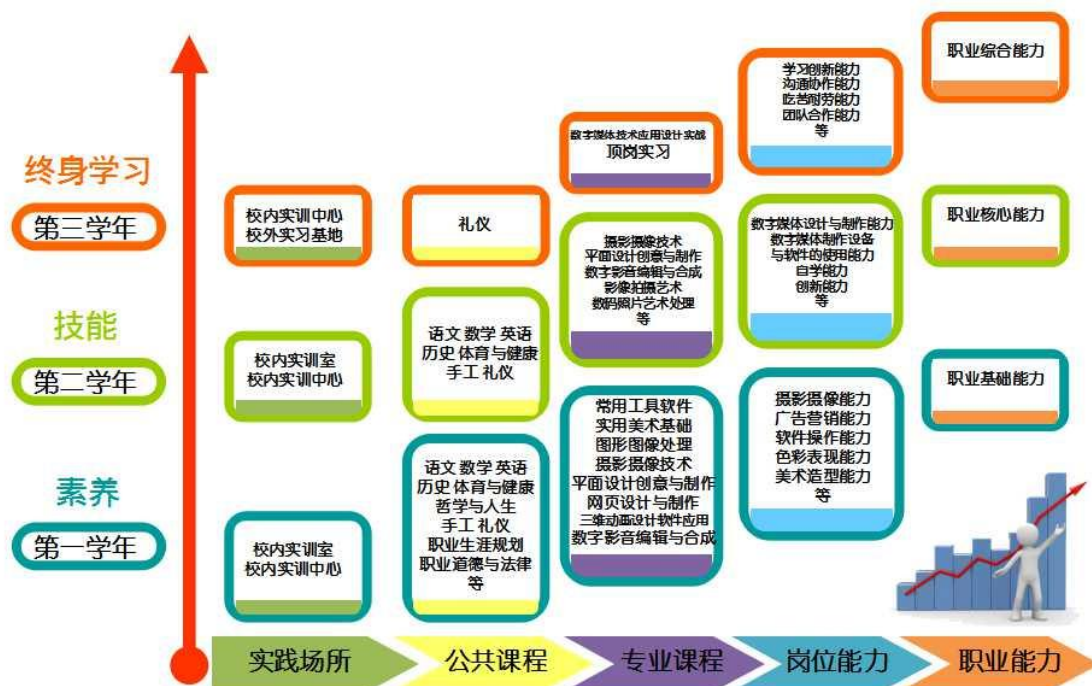 终身学习
第三学年
校内实训中心
校外实习基地
礼仪
数字媒体技术应用设计实战
顶岗实习
学习创新能力
沟通协作能力
吃苦耐劳能力
团队合作能力
等
职业综合能力
技能
第二学年
校内实训室
校内实训中心
语文 数学 英语
历史 体育与健康
手工 礼仪
摄影摄像技术
平面设计创意与制作
数字影音编辑与合成
影像拍摄艺术
数码照片艺术处理
等
数字媒体设计与制作能力
数字媒体制作设备
与软件的使用能力
自学能力
创新能力
等
职业核心能力
素养
第一学年
校内实训室
校内实训中心
语文 数学 英语
历史 体育与健康
哲学与人生
手工 礼仪
职业生涯规划
职业道德与法律
等
常用工具软件
实用美术基础
图形图像处理
摄影摄像技术
平面设计创意与制作
网页设计与制作
三维动画设计软件应用
数字影音编辑与合成
摄影摄像能力
广告营销能力
软件操作能力
色彩表现能力
美术造型能力
等
职业基础能力
实践场所
公共课程
专业课程
岗位能力
职业能力